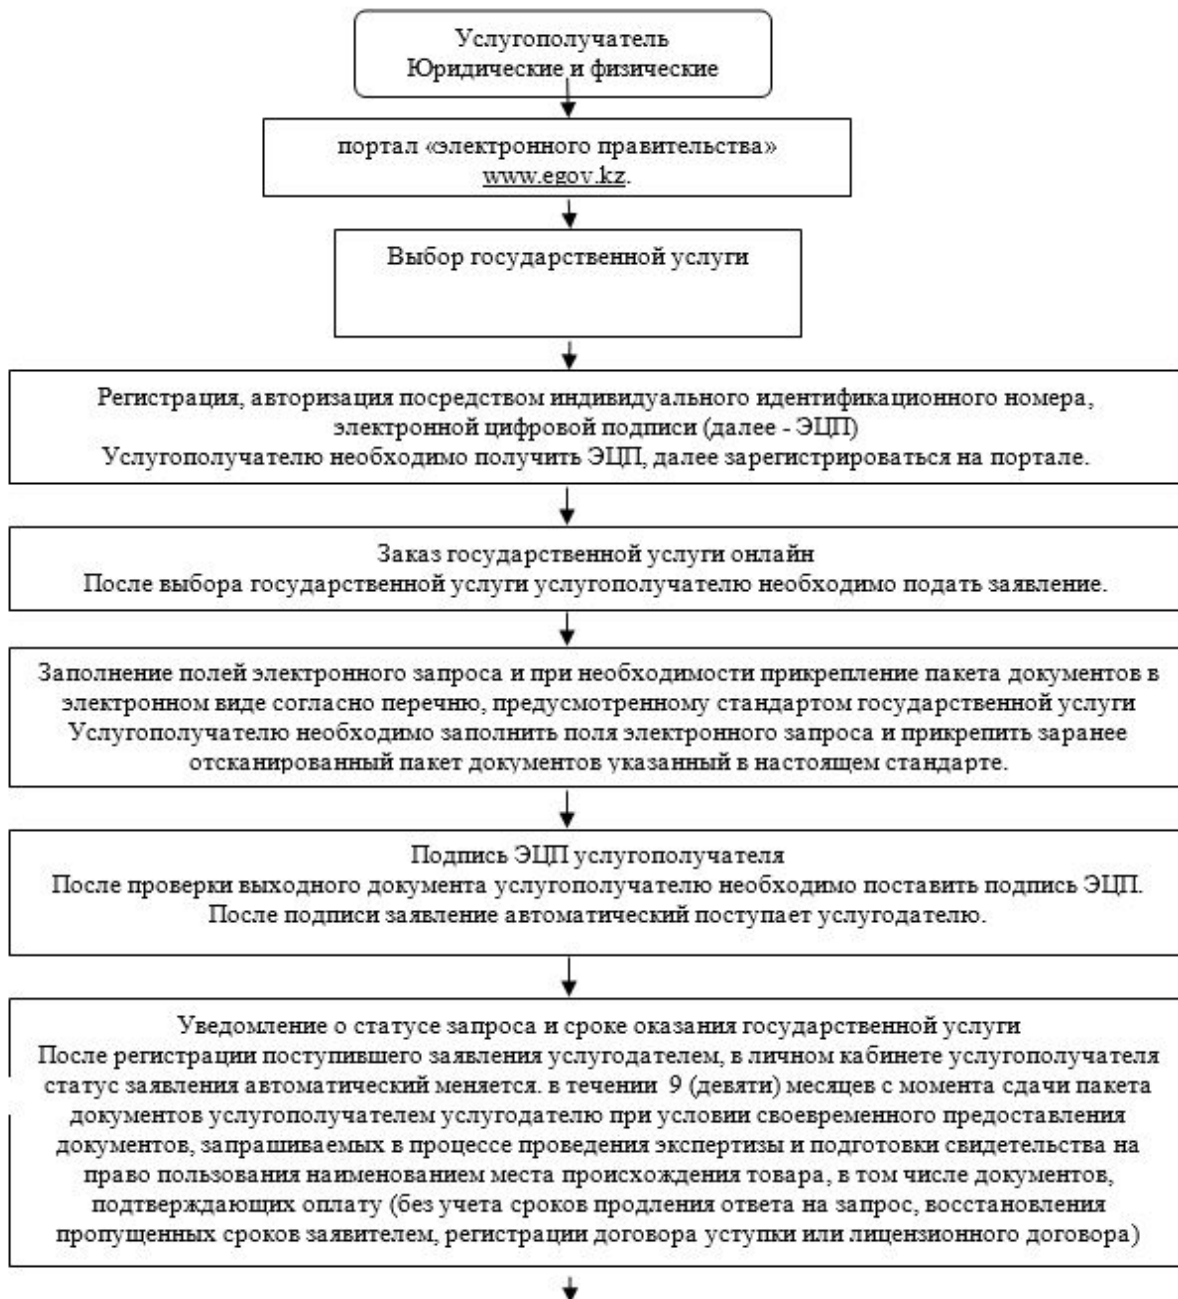 Услугополучатель
Юридические и физические
портал «электронного правительства»
www.egov.kz.
Выбор государственной услуги
Регистрация, авторизация посредством индивидуального идентификационного номера,
электронной цифровой подписи (далее - ЭЦП)
Услугополучателю необходимо получить ЭЦП, далее зарегистрироваться на портале.
Заказ государственной услуги онлайн
После выбора государственной услуги услугополучателю необходимо подать заявление.
Заполнение полей электронного запроса и при необходимости прикрепление пакета документов в
электронном виде согласно перечню, предусмотренному стандартом государственной услуги
Услугополучателю необходимо заполнить поля электронного запроса и прикрепить заранее
отсканированный пакет документов указанный в настоящем стандарте.
Подпись ЭЦП услугополучателя
После проверки выходного документа услугополучателю необходимо поставить подпись ЭЦП.
После подписи заявление автоматический поступает услугодателю.
Уведомление о статусе запроса и сроке оказания государственной услуги
После регистрации поступившего заявления услугодателем, в личном кабинете услугополучателя
статус заявления автоматический меняется. в течении 9 (девяти) месяцев с момента сдачи пакета
документов услугополучателем услугодателю при условии своевременного предоставления
документов, запрашиваемых в процессе проведения экспертизы и подготовки свидетельства на
право пользования наименованием места происхождения товара, в том числе документов,
подтверждающих оплату (без учета сроков продления ответа на запрос, восстановления
пропущенных сроков заявителем, регистрации договора уступки или лицензионного договора)